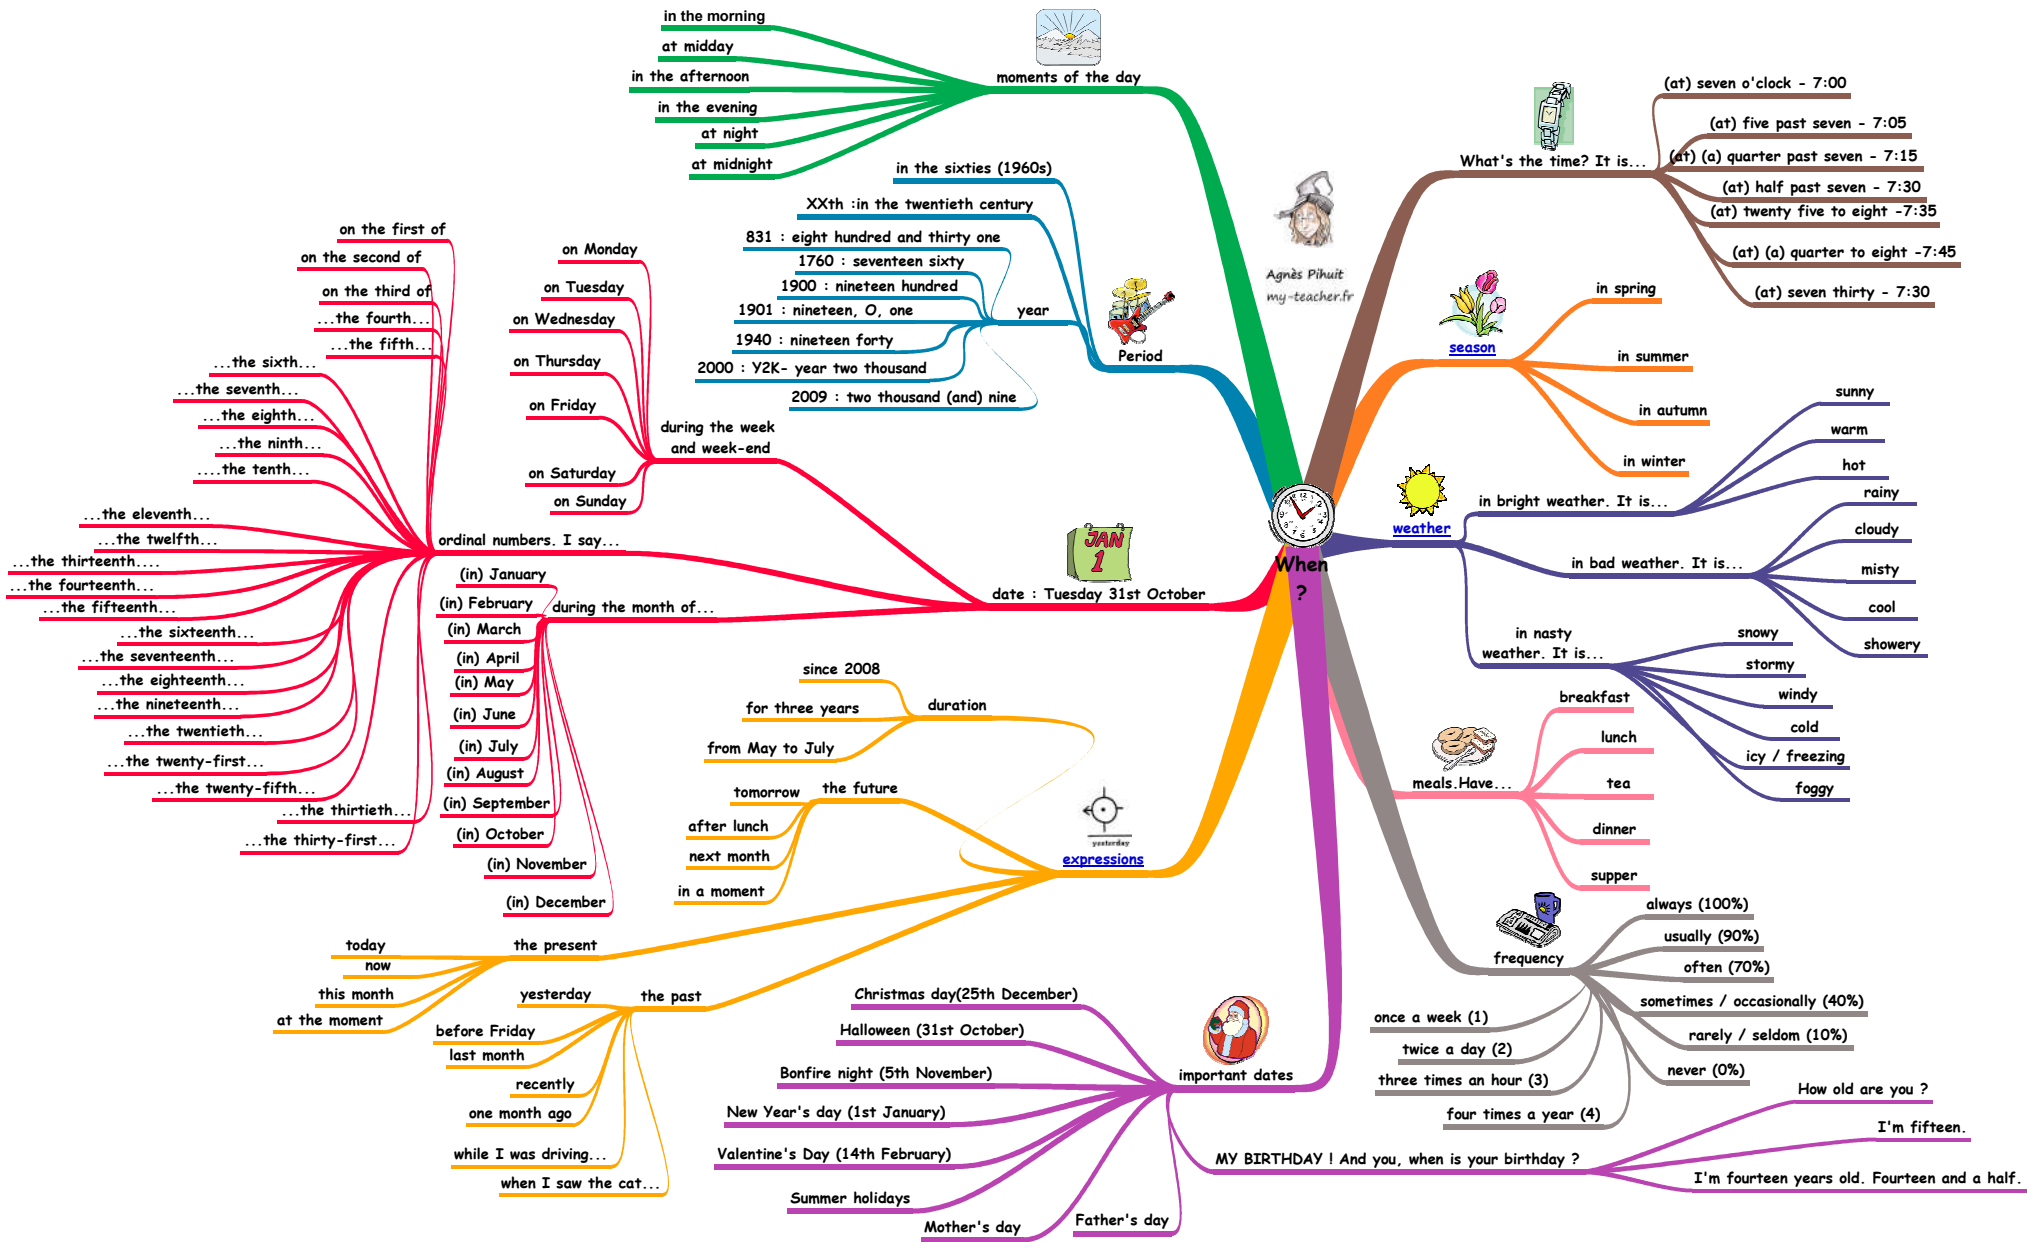 When
?
moments of the day
in the morning
at midday
in the afternoon
in the evening
at night
at midnight
Period
in the sixties (1960s)
XXth :in the twentieth century
year
831 : eight hundred and thirty one
1760 : seventeen sixty
1900 : nineteen hundred
1901 : nineteen, O, one
1940 : nineteen forty
2000 : Y2K- year two thousand
2009 : two thousand (and) nine
JAN
1
date : Tuesday 31st October
during the week
and week-end
on Monday
on Tuesday
on Wednesday
on Thursday
on Friday
on Saturday
on Sunday
ordinal numbers. I say...
on the first of
on the second of
on the third of
...the fourth...
...the fifth...
...the sixth...
...the seventh...
...the eighth...
...the ninth...
....the tenth...
...the eleventh...
...the twelfth...
...the thirteenth....
...the fourteenth...
...the fifteenth...
...the sixteenth...
...the seventeenth...
...the eighteenth...
...the nineteenth...
...the twentieth...
...the twenty-first...
...the twenty-fifth...
...the thirtieth...
...the thirty-first...
during the month of...
(in) January
(in) February
(in) March
(in) April
(in) May
(in) June
(in) July
(in) August
(in) September
(in) October
(in) November
(in) December
yesterday
expressions
duration
since 2008
for three years
from May to July
the future
tomorrow
after lunch
next month
in a moment
the present
today
now
this month
at the moment
the past
yesterday
before Friday
last month
recently
one month ago
while I was driving...
when I saw the cat...
important dates
Christmas day(25th December)
Halloween (31st October)
Bonfire night (5th November)
New Year's day (1st January)
Valentine's Day (14th February)
Summer holidays
Mother's day
Father's day
MY BIRTHDAY ! And you, when is your birthday ?
How old are you ?
I'm fifteen.
I'm fourteen years old. Fourteen and a half.
Agnès Pihuit
my-teacher.fr
What's the time? It is...
(at) seven o'clock - 7:00
(at) five past seven - 7:05
(at) (a) quarter past seven - 7:15
(at) half past seven - 7:30
(at) twenty five to eight -7:35
(at) (a) quarter to eight -7:45
(at) seven thirty - 7:30
season
in spring
in summer
in autumn
in winter
weather
in bright weather. It is...
sunny
warm
hot
in bad weather. It is...
rainy
cloudy
misty
cool
showery
in nasty
weather. It is...
snowy
stormy
windy
cold
icy / freezing
foggy
meals.Have...
breakfast
lunch
tea
dinner
supper
frequency
always (100%)
usually (90%)
often (70%)
sometimes / occasionally (40%)
rarely / seldom (10%)
never (0%)
once a week (1)
twice a day (2)
three times an hour (3)
four times a year (4)